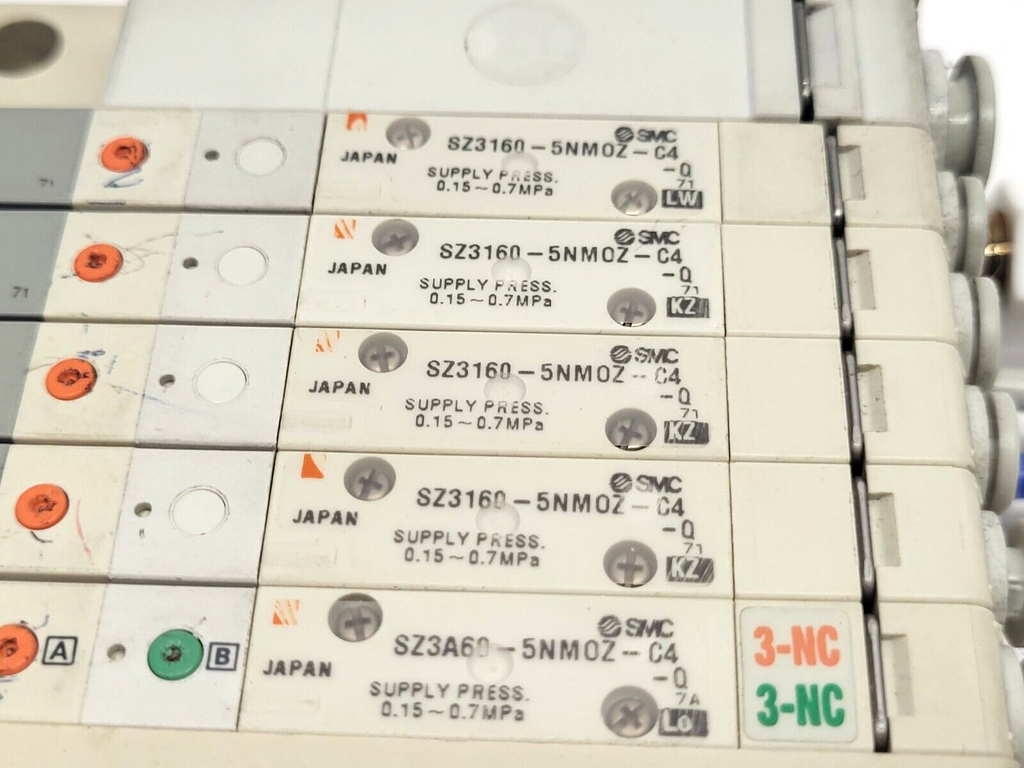 SMC
SZ3160-5NMOZ-C4
-Q
JAPAN
SUPPLY PRESS.
0.15~0.7MPa
71
LW
71
SMC
SZ3160-5NMOZ-C4
-Q
JAPAN
SUPPLY PRESS.
0.15~0.7MPa
71
KZ
71
SMC
SZ3160-5NMOZ-C4
-Q
JAPAN
SUPPLY PRESS.
0.15~0.7MPa
71
KZ
SMC
SZ3160-5NMOZ-C4
-Q
JAPAN
SUPPLY PRESS.
0.15~0.7MPa
71
KZ
A
B
SMC
SZ3A60-5NMOZ-C4
-Q
JAPAN
SUPPLY PRESS.
0.15~0.7MPa
7A
LO
3-NC
3-NC